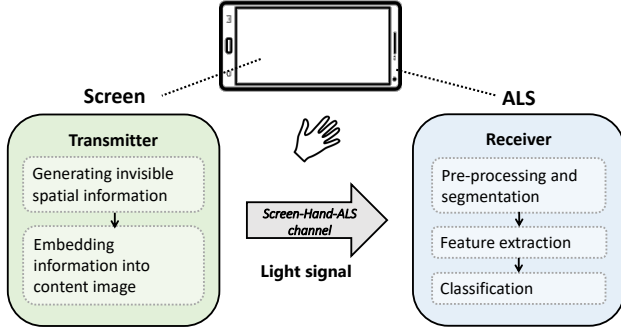 Screen
ALS
Transmitter
Generating invisible
spatial information
Embedding
information into
content image
Screen-Hand-ALS
channel
Light signal
Receiver
Pre-processing and
segmentation
Feature extraction
Classification